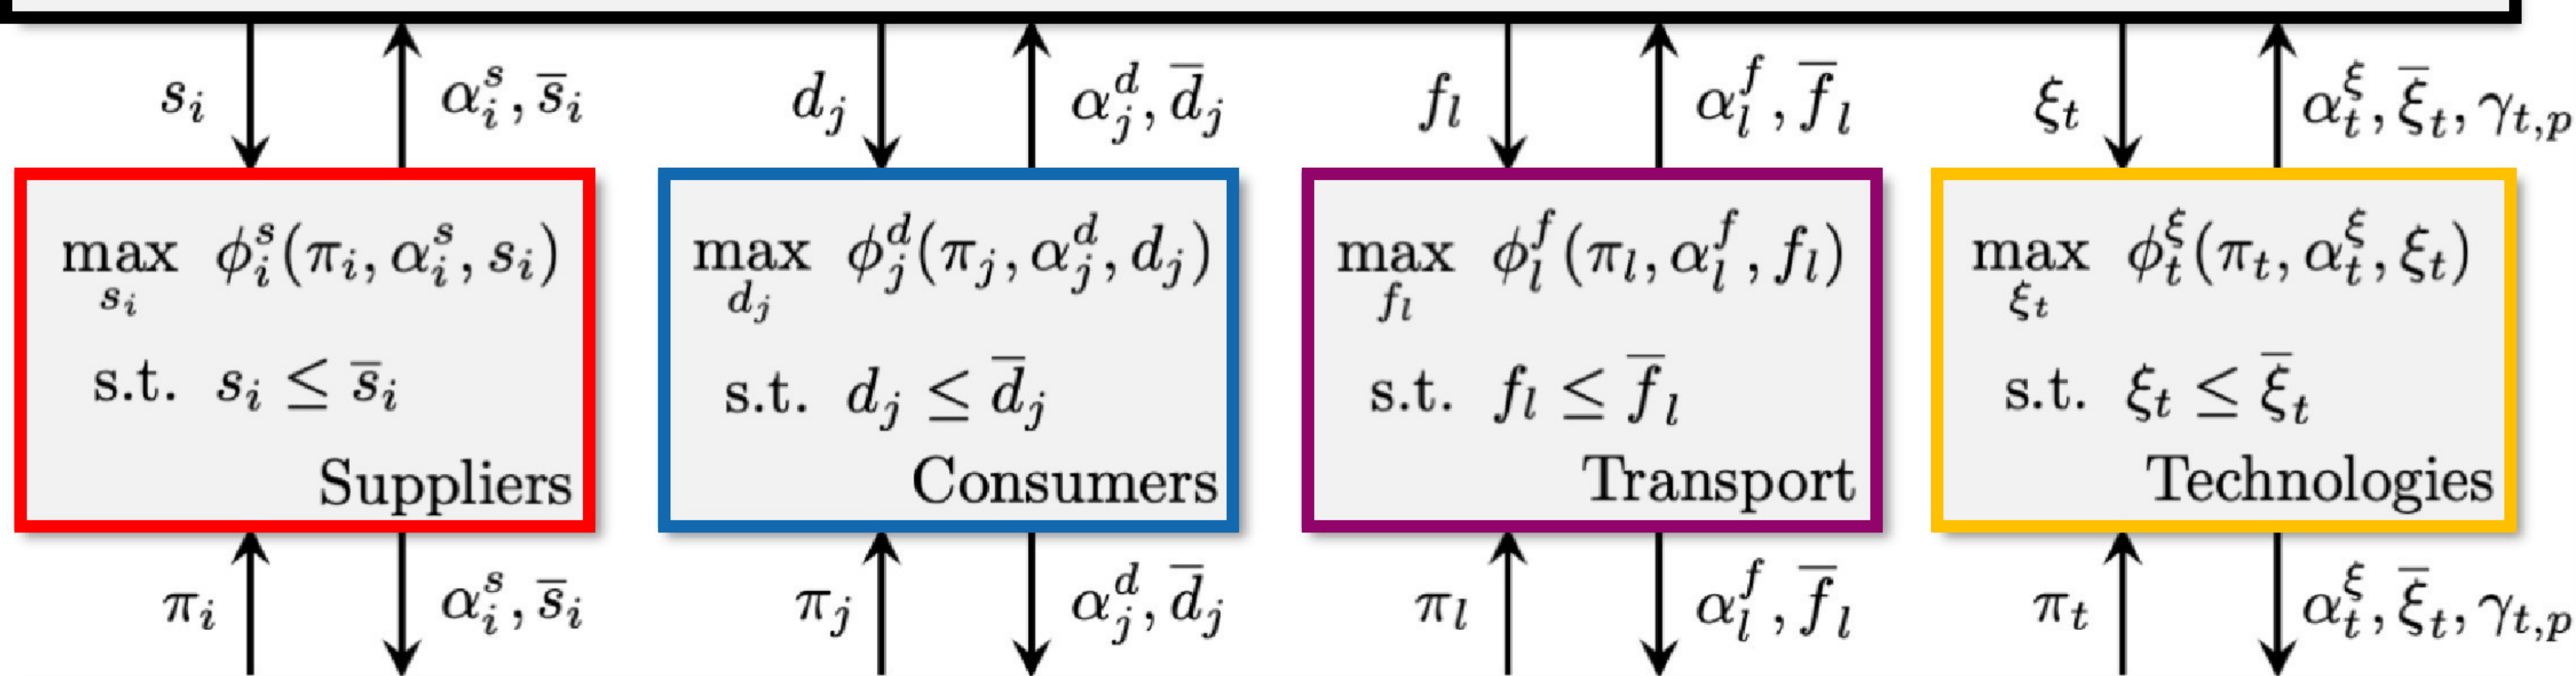 s_i α_i^s, s̅_i d_j α_j^d, d̅_j f_l α_l^f, f̅_l ξ_t α_t^ξ, ξ̅_t, γ_{t,p}
max_{s_i} ϕ_i^s(π_i, α_i^s, s_i)
s.t. s_i ≤ s̅_i
Suppliers
max_{d_j} ϕ_j^d(π_j, α_j^d, d_j)
s.t. d_j ≤ d̅_j
Consumers
max_{f_l} ϕ_l^f(π_l, α_l^f, f_l)
s.t. f_l ≤ f̅_l
Transport
max_{ξ_t} ϕ_t^ξ(π_t, α_t^ξ, ξ_t)
s.t. ξ_t ≤ ξ̅_t
Technologies
π_i α_i^s, s̅_i π_j α_j^d, d̅_j π_l α_l^f, f̅_l π_t α_t^ξ, ξ̅_t, γ_{t,p}